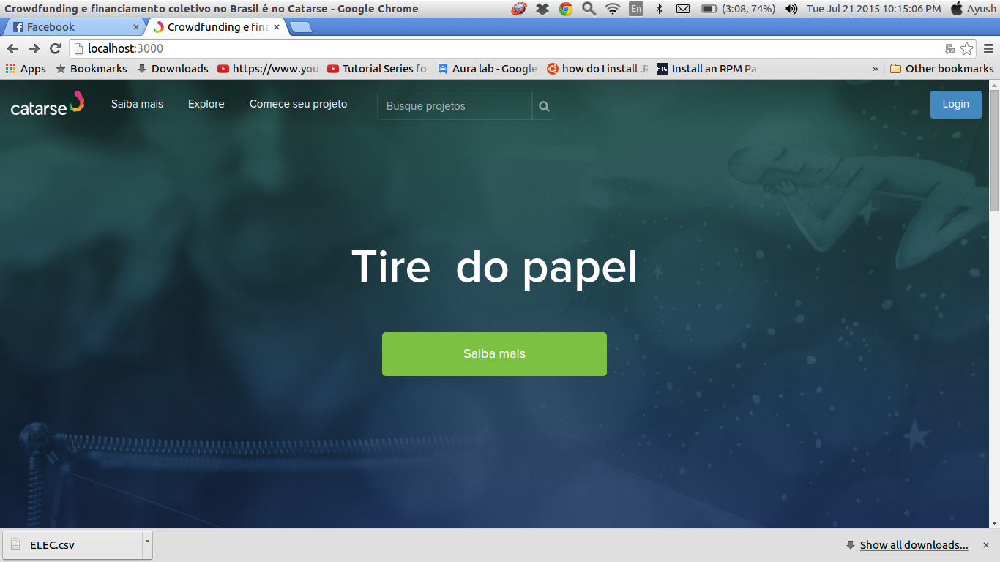 Crowdfunding e financiamento coletivo no Brasil é no Catarse - Google Chrome
En
(3:08, 74%)
Tue Jul 21 2015 10:15:06 PM
Ayush
Facebook
Crowdfunding e fina
localhost:3000
Apps
Bookmarks
Downloads
https://www.you
Tutorial Series for
Aura lab - Google
how do I install .R
HTG
Install an RPM Pa
»
Other bookmarks
catarse
Saiba mais
Explore
Comece seu projeto
Busque projetos
Login
Tire do papel
Saiba mais
ELEC.csv
Show all downloads...